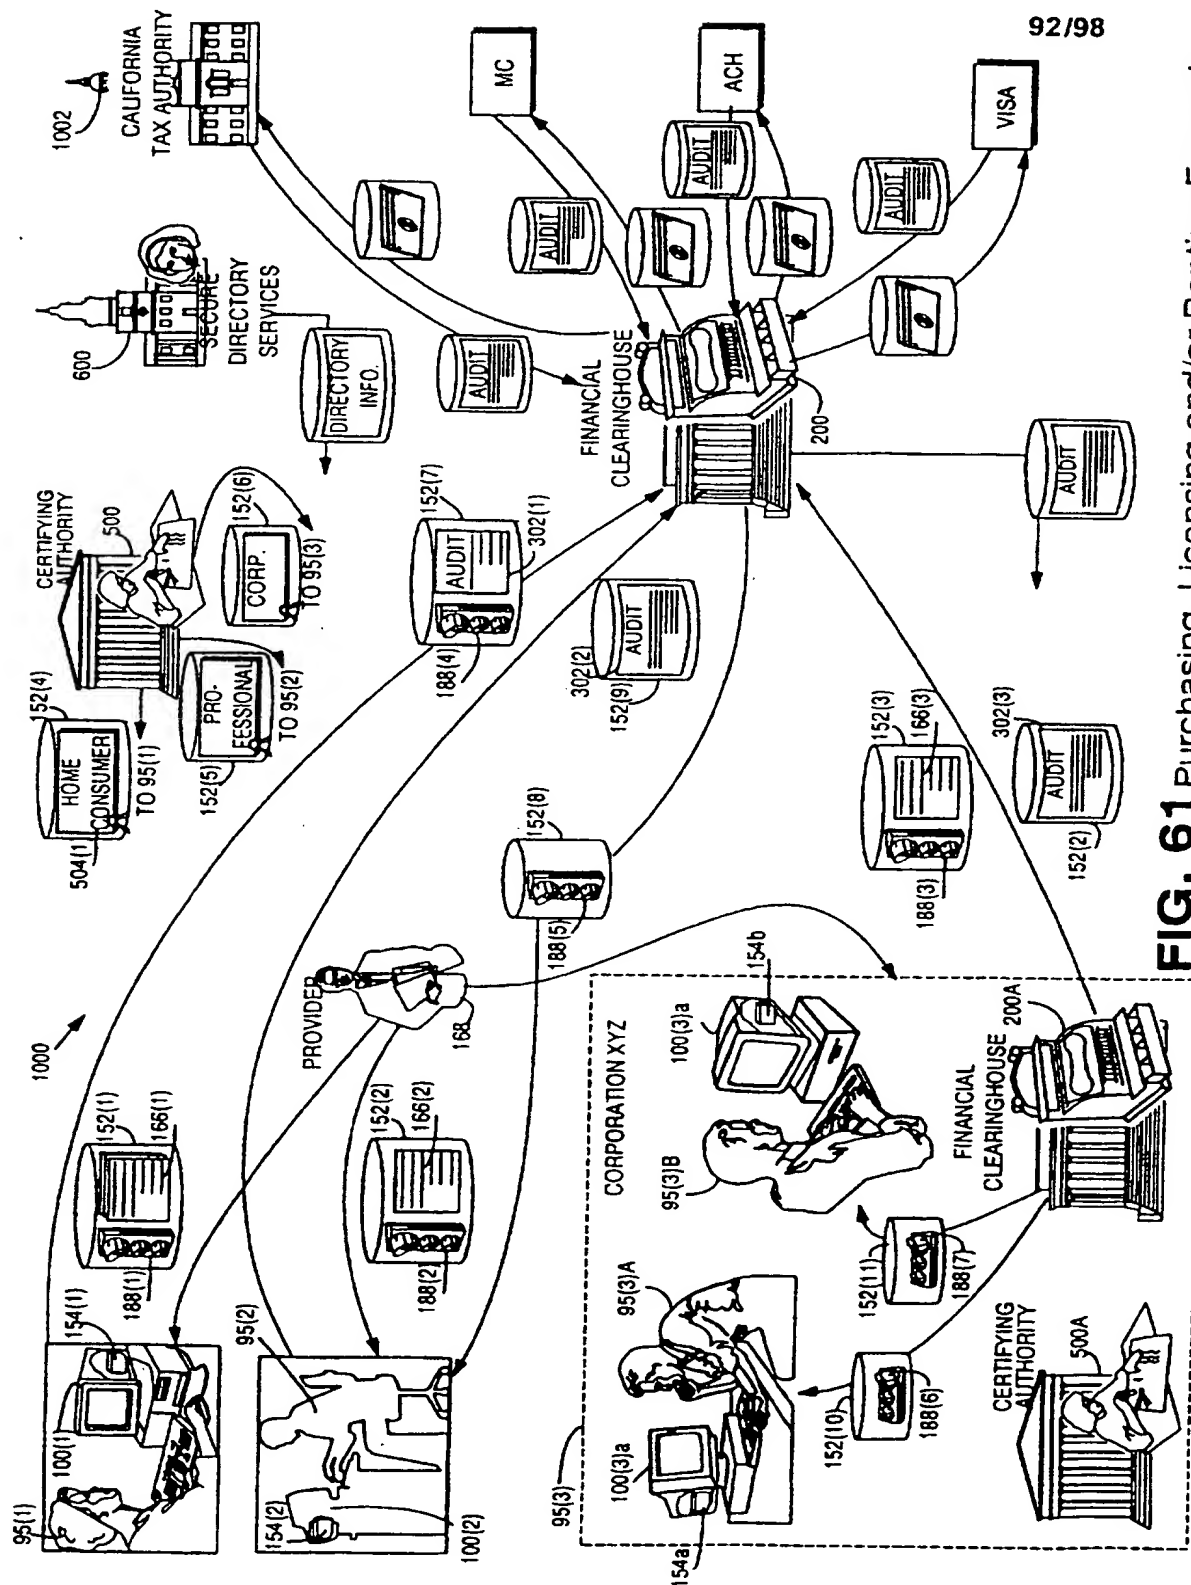 92/98
1002
CALIFORNIA
TAX AUTHORITY
MC
ACH
VISA
AUDIT
AUDIT
AUDIT
600
SECURE
DIRECTORY
SERVICES
DIRECTORY
INFO.
AUDIT
FINANCIAL
CLEARINGHOUSE
200
AUDIT
CERTIFYING
AUTHORITY
500
152(4)
HOME
CONSUMER
504(1)
TO 95(1)
PRO-
FESSIONAL
152(5)
TO 95(2)
152(6)
CORP.
TO 95(3)
152(7)
AUDIT
302(1)
188(4)
302(2)
AUDIT
152(9)
152(8)
188(5)
152(3)
166(3)
188(3)
302(3)
AUDIT
152(2)
1000
PROVIDER
168
152(1)
166(1)
188(1)
152(2)
166(2)
188(2)
95(1)
100(1)
154(1)
95(2)
154(2)
100(2)
95(3)
CORPORATION XYZ
100(3)a
154b
95(3)B
95(3)A
100(3)a
154a
152(11)
188(7)
152(10)
188(6)
FINANCIAL
CLEARINGHOUSE
200A
CERTIFYING
AUTHORITY
500A
FIG. 61 Purchasing, Licensing and/or Renting